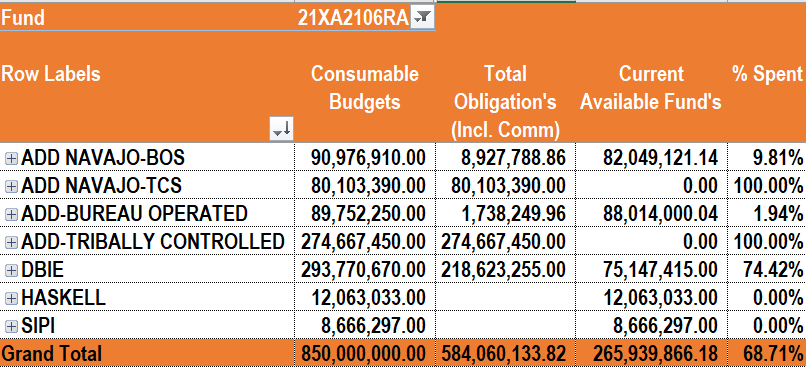 Fund 21XA2106RA
Row Labels Consumable Budgets Total Obligation's (Incl. Comm) Current Available Fund's % Spent
ADD NAVAJO-BOS 90,976,910.00 8,927,788.86 82,049,121.14 9.81%
ADD NAVAJO-TCS 80,103,390.00 80,103,390.00 0.00 100.00%
ADD-BUREAU OPERATED 89,752,250.00 1,738,249.96 88,014,000.04 1.94%
ADD-TRIBALLY CONTROLLED 274,667,450.00 274,667,450.00 0.00 100.00%
DBIE 293,770,670.00 218,623,255.00 75,147,415.00 74.42%
HASKELL 12,063,033.00 12,063,033.00 0.00%
SIPI 8,666,297.00 8,666,297.00 0.00%
Grand Total 850,000,000.00 584,060,133.82 265,939,866.18 68.71%